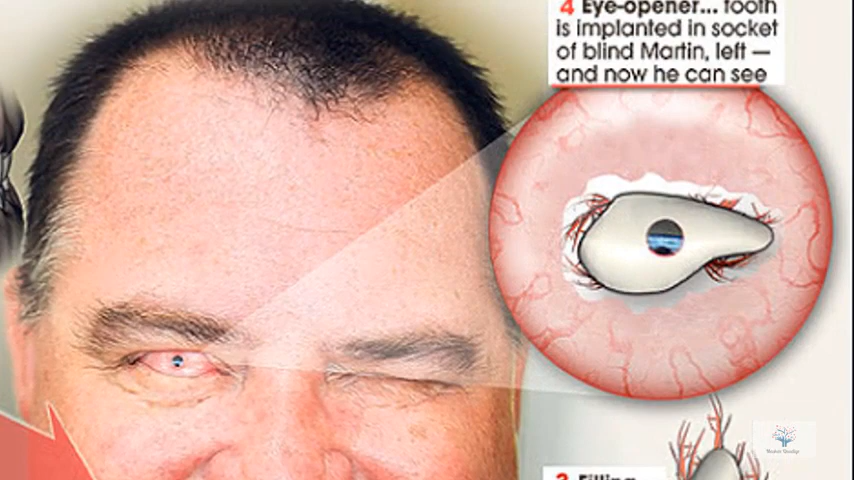 4 Eye-opener... tooth
is implanted in socket
of blind Martin, left —
and now he can see